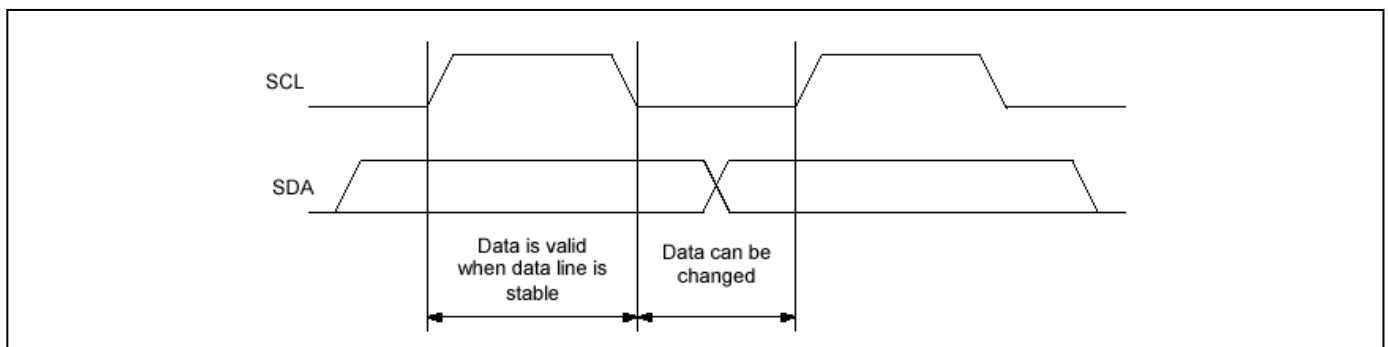 SCL
SDA
Data is valid
when data line is
stable
Data can be
changed